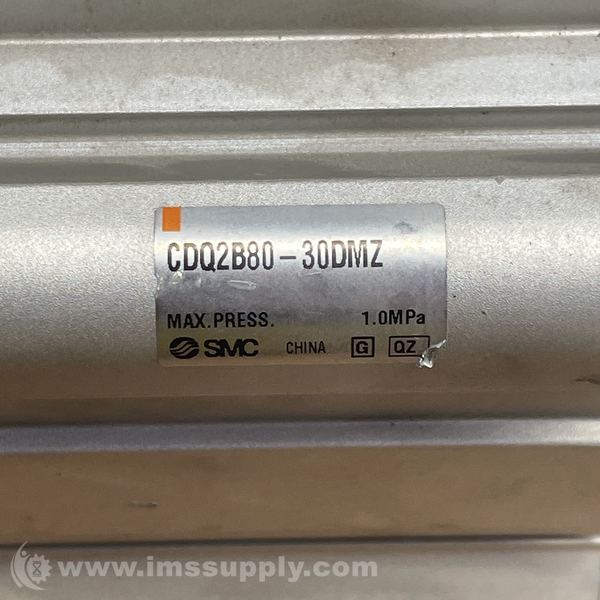 CDQ2B80-30DMZ
MAX.PRESS. 1.0MPa
SMC CHINA G QZ
www.imssupply.com